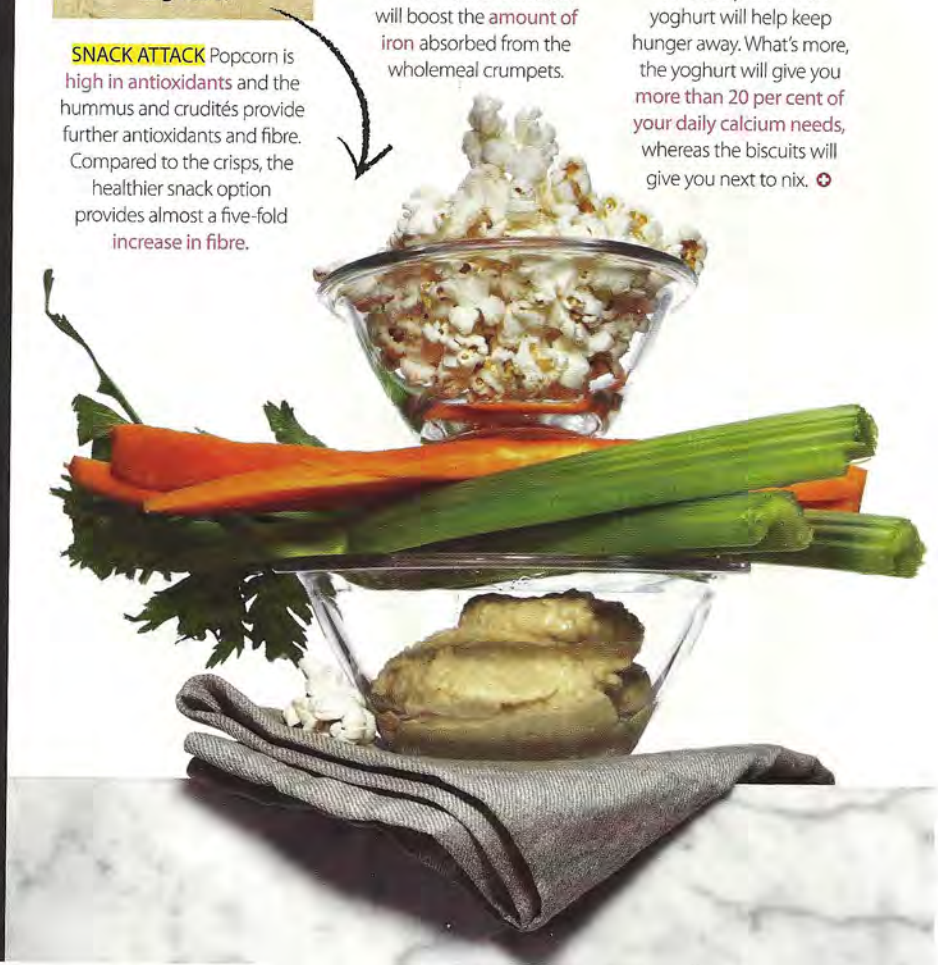 SNACK ATTACK Popcorn is
high in antioxidants and the
hummus and crudités provide
further antioxidants and fibre.
Compared to the crisps, the
healthier snack option
provides almost a five-fold
increase in fibre.
will boost the amount of
iron absorbed from the
wholemeal crumpets.
yoghurt will help keep
hunger away. What's more,
the yoghurt will give you
more than 20 per cent of
your daily calcium needs,
whereas the biscuits will
give you next to nix.